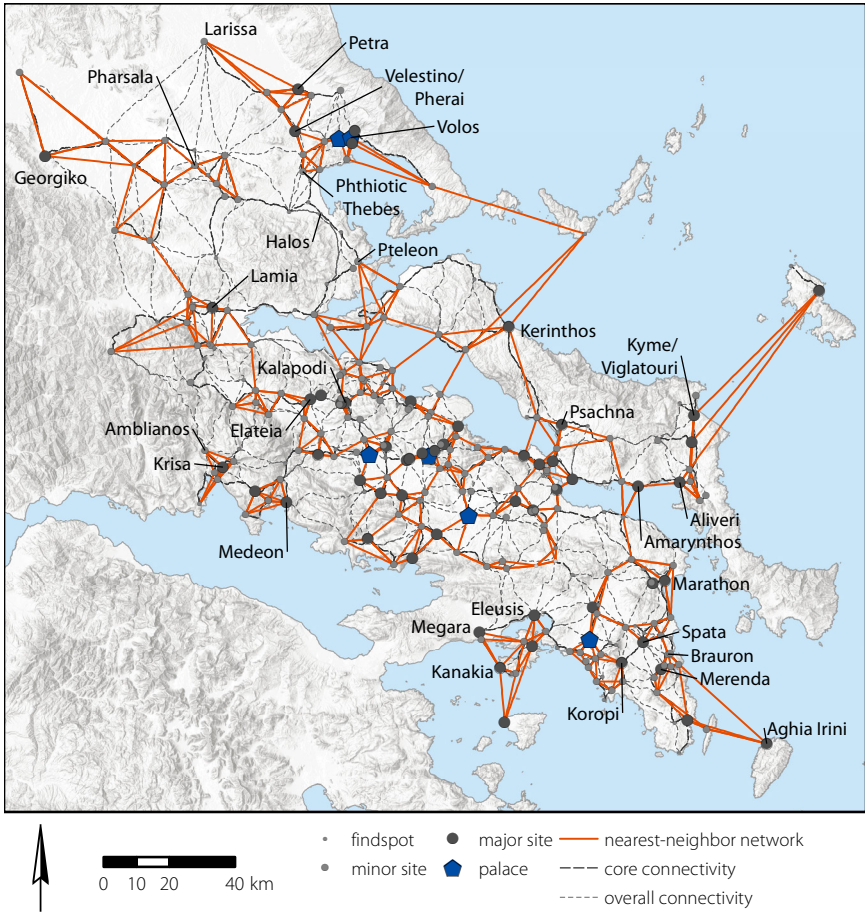 Larissa
Petra
Pharsala
Velestino/
Pherai
Volos
Georgiko
Phthiotic
Thebes
Halos
Pteleon
Lamia
Kerinthos
Kyme/
Viglatouri
Kalapodi
Psachna
Amblianos
Elateia
Krisa
Aliveri
Amarynthos
Medeon
Marathon
Eleusis
Megara
Spata
Brauron
Kanakia
Merenda
Koropi
Aghia Irini
findspot
major site
nearest-neighbor network
minor site
palace
core connectivity
0 10 20 40 km
overall connectivity